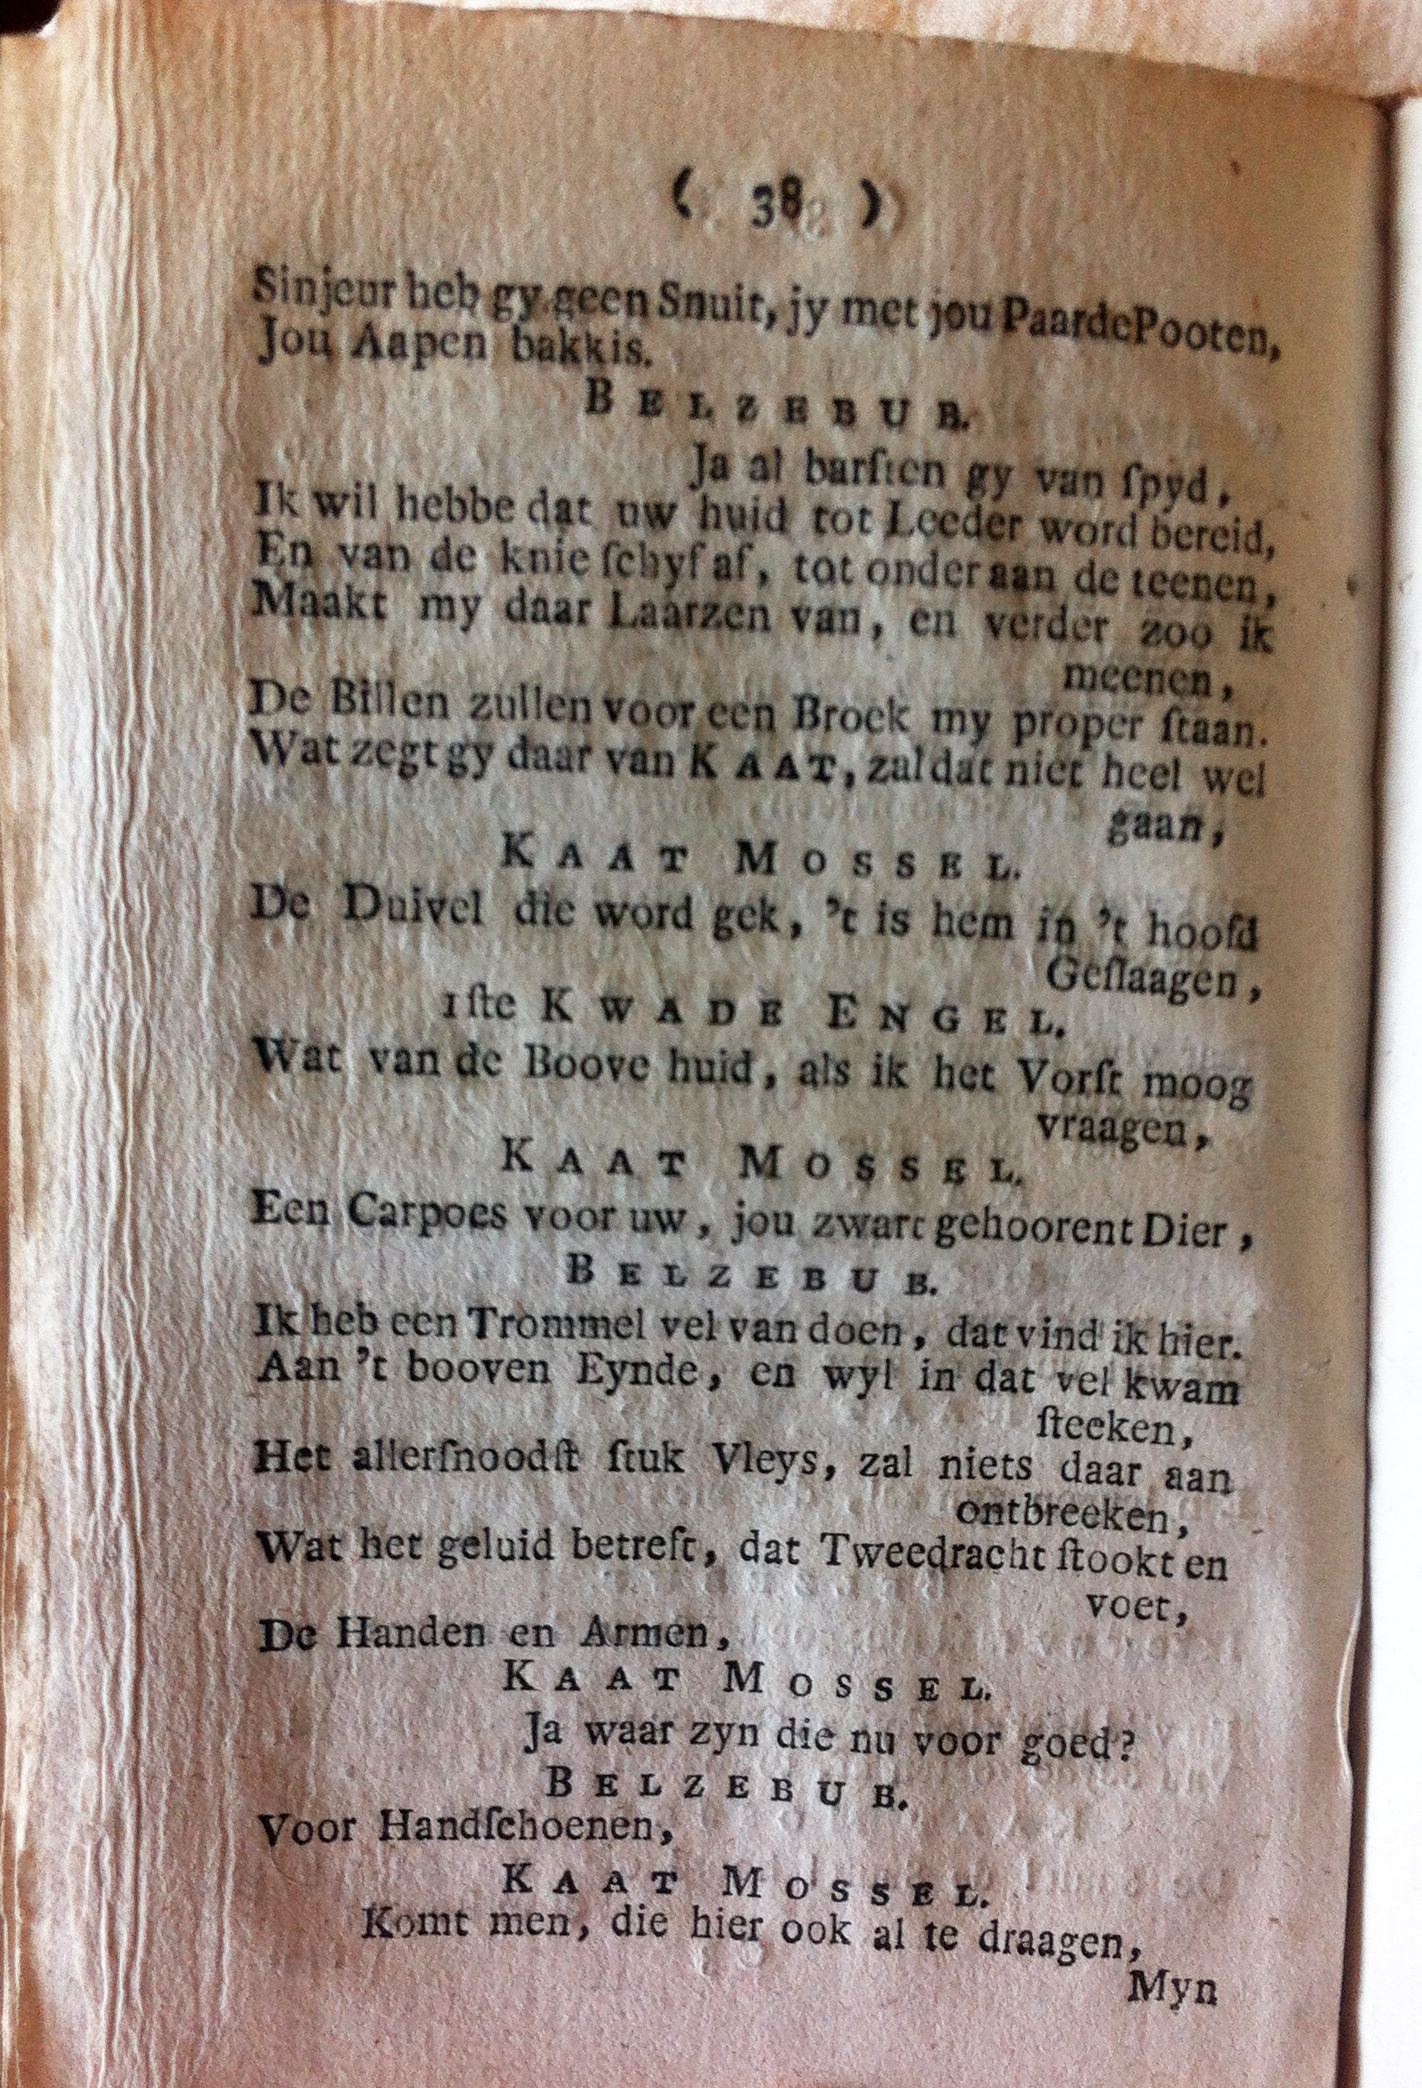 ( 38 )
Sinjeur heb gy geen Snuit, jy met jou PaardePooten,
Jou Aapen bakkis.
BELZEBUB.
Ja al barſten gy van ſpyd,
Ik wil hebbe dat uw huid tot Leeder word bereid,
En van de knie ſchyf af, tot onder aan de teenen,
Maakt my daar Laarzen van, en verder zoo ik
meenen,
De Billen zullen voor een Broek my proper ſtaan.
Wat zegt gy daar van KAAT, zal dat niet heel wel
gaan,
KAAT MOSSEL.
De Duivel die word gek, 't is hem in 't hoofd
Geſlaagen,
1ſte KWADE ENGEL.
Wat van de Boove huid, als ik het Vorſt moog
vraagen,
KAAT MOSSEL.
Een Carpoes voor uw, jou zwart gehoorent Dier,
BELZEBUB.
Ik heb een Trommel vel van doen, dat vind ik hier.
Aan 't booven Eynde, en wyl in dat vel kwam
ſteeken,
Het allerſnoodſt ſtuk Vleys, zal niets daar aan
ontbreeken,
Wat het geluid betreft, dat Tweedracht ſtookt en
voet,
De Handen en Armen,
KAAT MOSSEL.
Ja waar zyn die nu voor goed?
BELZEBUB.
Voor Handſchoenen,
KAAT MOSSEL.
Komt men, die hier ook al te draagen,
Myn